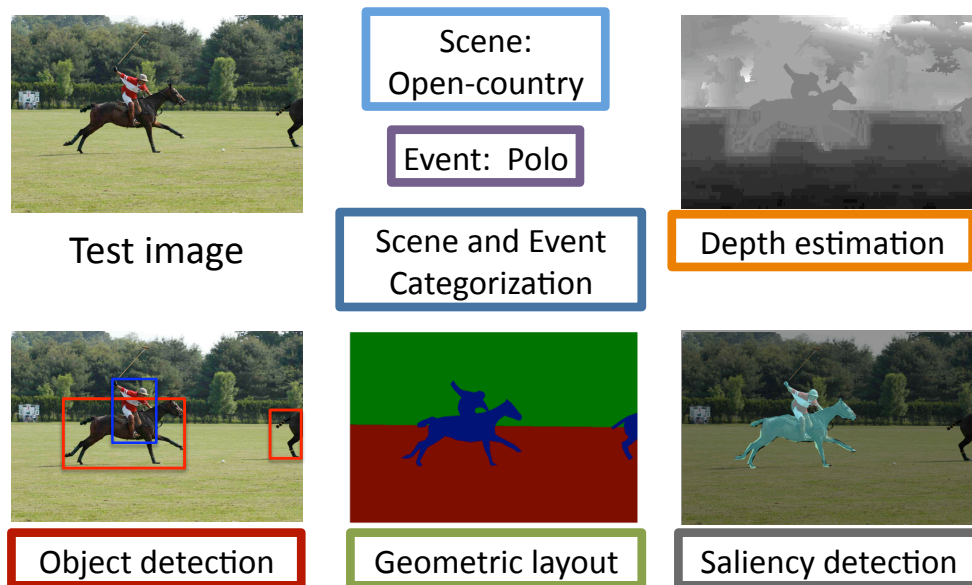 Scene:
Open-country
Event: Polo
Test image
Scene and Event
Categorization
Depth estimation
Object detection
Geometric layout
Saliency detection